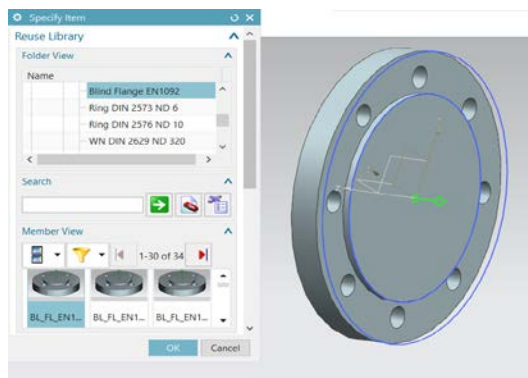 Specify Item
Reuse Library
Folder View
Name
Blind Flange EN1092
Ring DIN 2573 ND 6
Ring DIN 2576 ND 10
WN DIN 2629 ND 320
Search
Member View
1-30 of 34
BL_FL_EN1... BL_FL_EN1... BL_FL_EN1...
OK Cancel